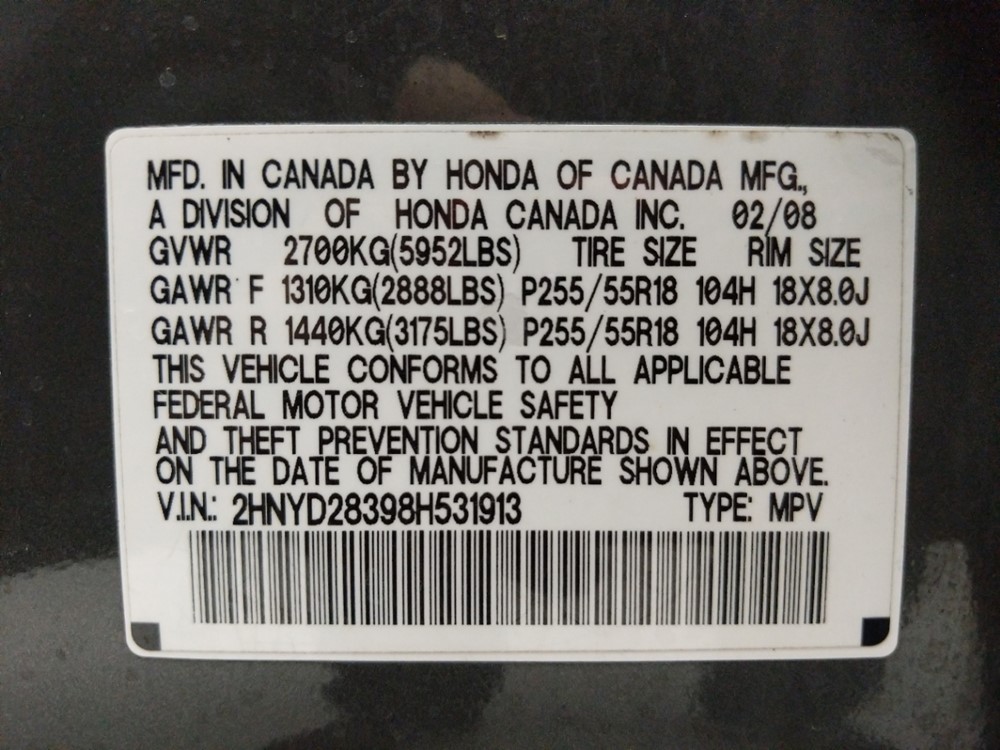 MFD. IN CANADA BY HONDA OF CANADA MFG.,
A DIVISION OF HONDA CANADA INC. 02/08
GVWR 2700KG(5952LBS) TIRE SIZE RIM SIZE
GAWR F 1310KG(2888LBS) P255/55R18 104H 18X8.0J
GAWR R 1440KG(3175LBS) P255/55R18 104H 18X8.0J
THIS VEHICLE CONFORMS TO ALL APPLICABLE
FEDERAL MOTOR VEHICLE SAFETY
AND THEFT PREVENTION STANDARDS IN EFFECT
ON THE DATE OF MANUFACTURE SHOWN ABOVE.
V.I.N.: 2HNYD28398H531913 TYPE: MPV